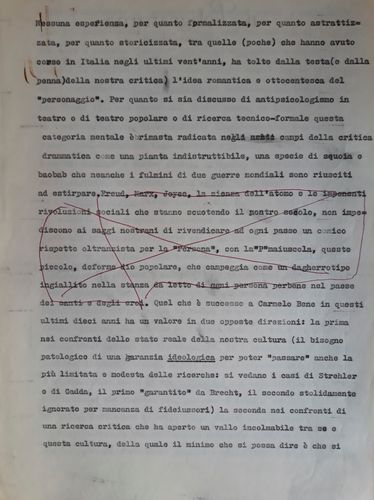 Nessuna esperienza, per quanto formalizzata, per quanto astrattiz-
zata, per quanto storicizzata, tra quelle (poche) che hanno avuto
corso in Italia negli ultimi vent'anni, ha tolto dalla testa(e dalla
penna)della nostra critica) l'idea romantica e ottocentesca del
"personaggio". Per quanto si sia discusso di antipsicologismo in
teatro e di teatro popolare o di ricerca tecnico-formale questa
categoria mentale è rimasta radicata negli campi della critica
drammatica come una pianta indistruttibile, una specie di sequoia o
baobab che neanche i fulmini di due guerre mondiali sono riusciti
ad estirpare. Freud, Marx, Joyce, la scienza dell'atomo e le imponenti
rivoluzioni sociali che stanno scuotendo il nostro secolo, non impe-
discono ai saggi nostrani di rivendicare ad ogni passo un comico
rispetto oltranzista per la "Persona", con la"P"maiuscola, questo
piccolo, deforme dio popolare, che campeggia come un dagherrotipo
ingiallito nella stanza da letto di ogni persona perbene nel paese
dei santi e degli eroi. Quel che è successo a Carmelo Bene in questi
ultimi dieci anni ha un valore in due opposte direzioni: la prima
nei confronti dello stato reale della nostra cultura (il bisogno
patologico di una garanzia ideologica per poter "passare" anche la
più limitata e modesta delle ricerche: si vedano i casi di Strehler
e di Gadda, il primo "garantito" da Brecht, il secondo stolidamente
ignorato per mancanza di fideiussori) la seconda nei confronti di
una ricerca critica che ha aperto un vallo incolmabile tra se e
questa cultura, della quale il minimo che si possa dire è che si